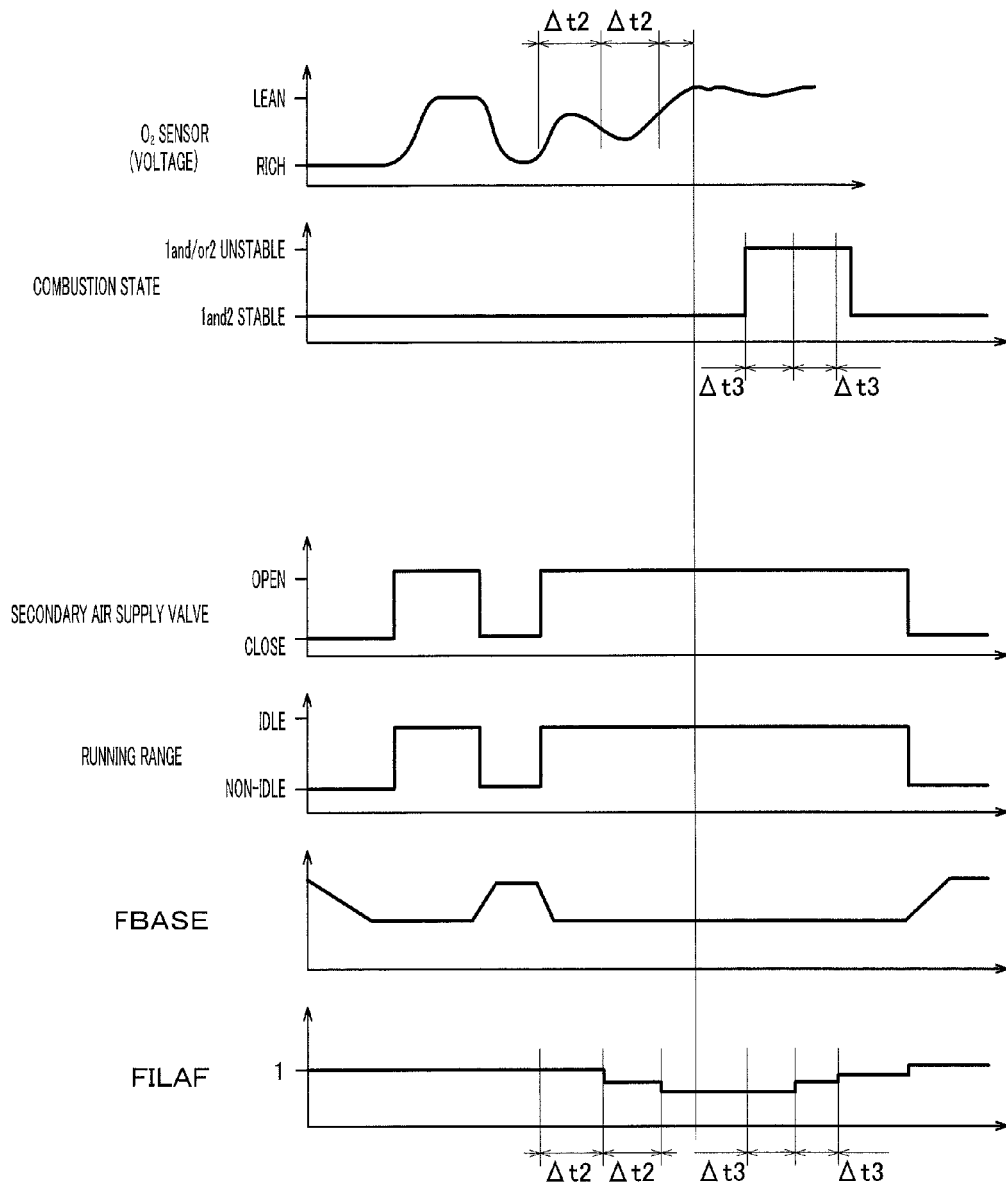 Δt2 Δt2
LEAN
O₂ SENSOR
(VOLTAGE)
RICH
1and/or2 UNSTABLE
COMBUSTION STATE
1and2 STABLE
Δt3 Δt3
OPEN
SECONDARY AIR SUPPLY VALVE
CLOSE
IDLE
RUNNING RANGE
NON-IDLE
FBASE
1
FILAF
Δt2 Δt2 Δt3 Δt3